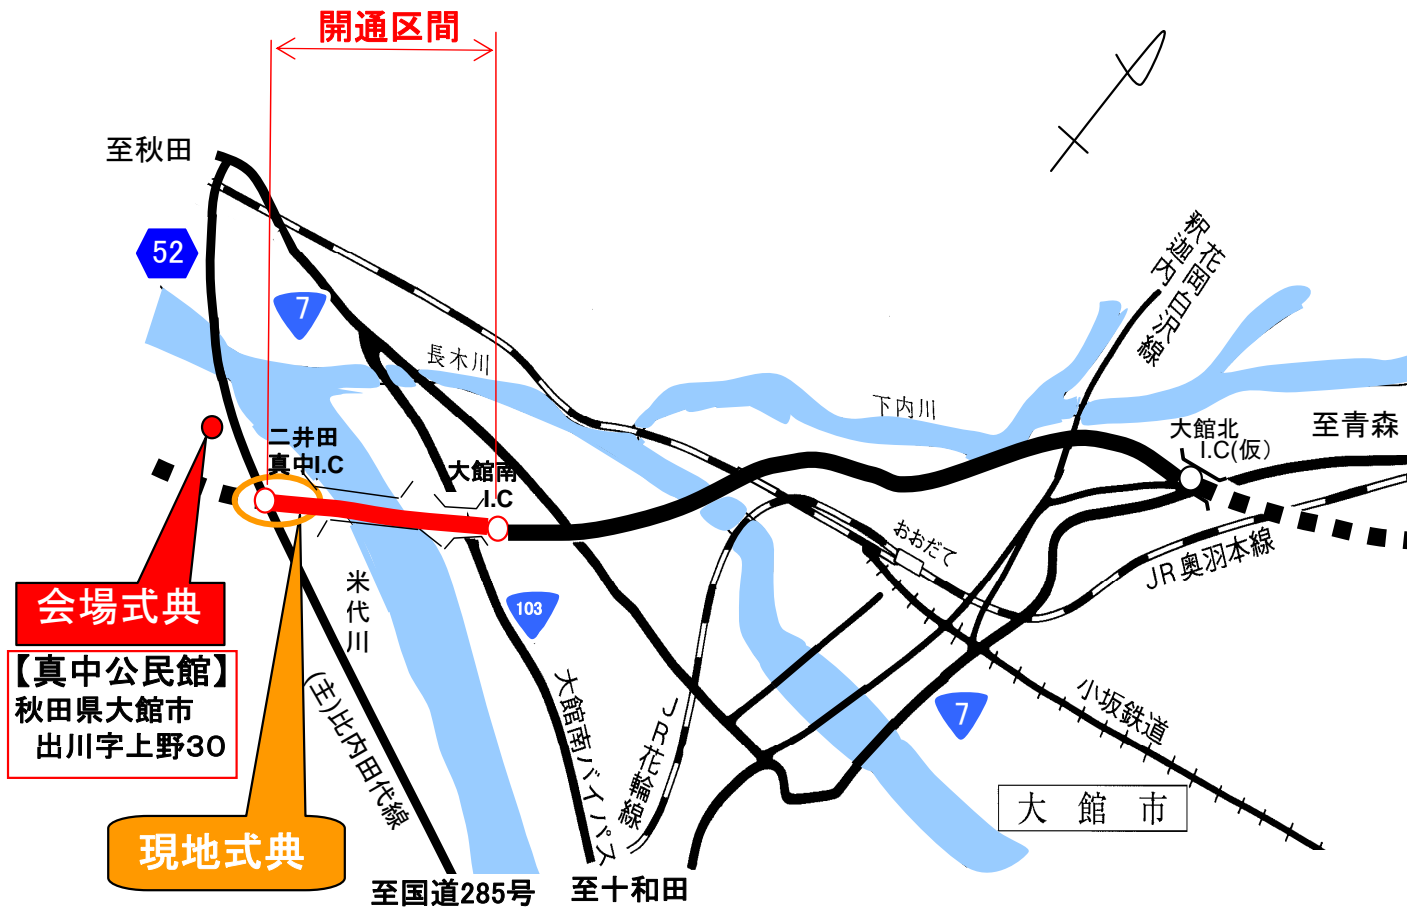 開通区間
至秋田
52
7
長木川
下内川
釈迦内
花岡白沢線
大館北
I.C(仮)
至青森
二井田
真中I.C
大館南
I.C
おおだて
JR奥羽本線
会場式典
【真中公民館】
秋田県大館市
出川字上野30
米代川
103
(主)比内田代線
大館南バイパス
JR花輪線
7
小坂鉄道
大館市
現地式典
至国道285号
至十和田